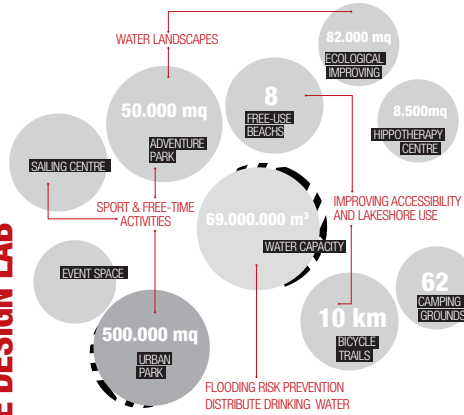 WATER LANDSCAPES
82.000 mq
ECOLOGICAL
IMPROVING
50.000 mq
ADVENTURE
PARK
8
FREE-USE
BEACHS
8.500mq
HIPPOTHERAPY
CENTRE
SAILING CENTRE
SPORT & FREE-TIME
ACTIVITIES
69.000.000 m³
WATER CAPACITY
IMPROVING ACCESSIBILITY
AND LAKESHORE USE
EVENT SPACE
500.000 mq
URBAN
PARK
10 km
BICYCLE
TRAILS
62
CAMPING
GROUNDS
FLOODING RISK PREVENTION
DISTRIBUTE DRINKING WATER
E DESIGN LAB